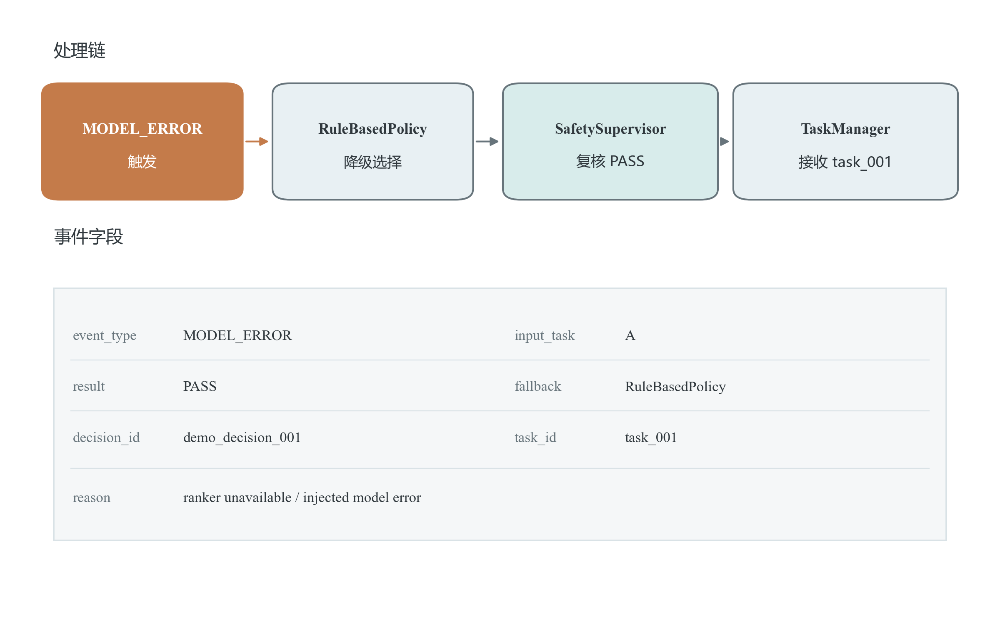 处理链
MODEL_ERROR
触发
RuleBasedPolicy
降级选择
SafetySupervisor
复核 PASS
TaskManager
接收 task_001
事件字段
event_type MODEL_ERROR input_task A
result PASS fallback RuleBasedPolicy
decision_id demo_decision_001 task_id task_001
reason ranker unavailable / injected model error